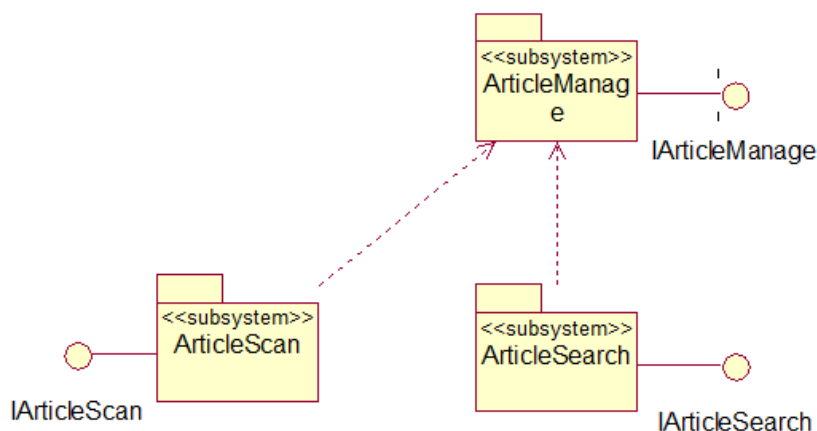 <<subsystem>>
ArticleManag
e
IArticleManage
<<subsystem>>
ArticleScan
IArticleScan
<<subsystem>>
ArticleSearch
IArticleSearch